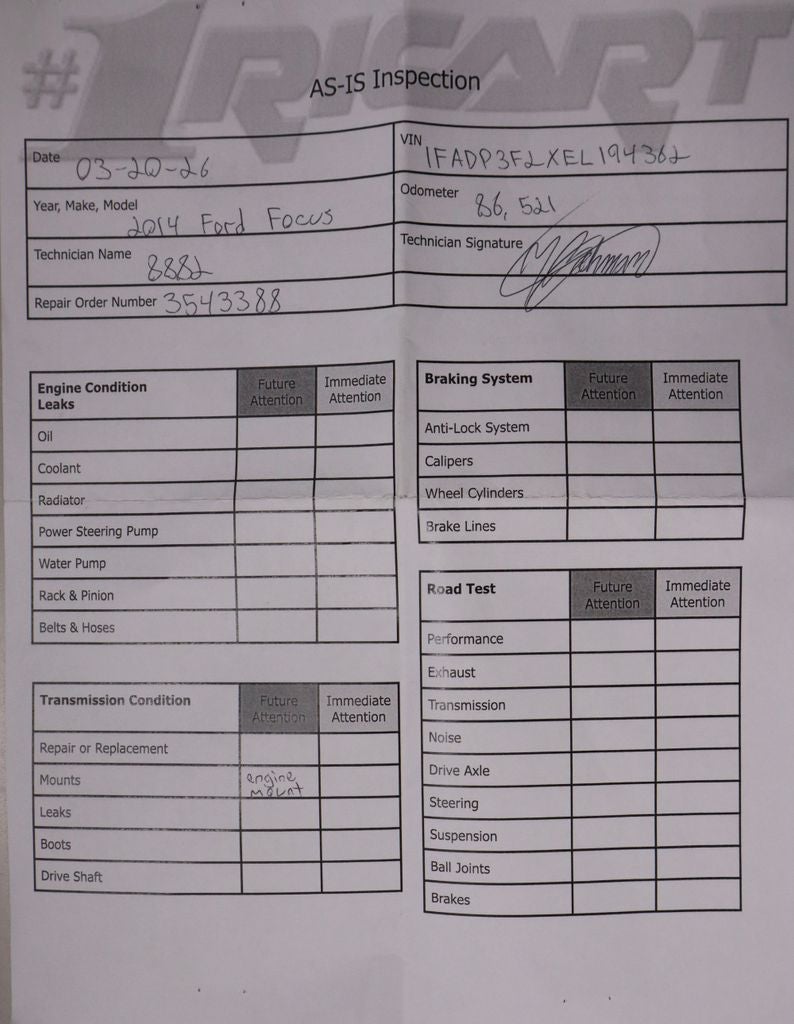 #1 RICART
AS-IS Inspection
Date 03-20-26
VIN 1FADP3F2XEL194362
Year, Make, Model 2014 Ford Focus
Odometer 86,521
Technician Name 8882
Technician Signature
Repair Order Number 3543388
Engine Condition Leaks Future Attention Immediate Attention
Oil
Coolant
Radiator
Power Steering Pump
Water Pump
Rack & Pinion
Belts & Hoses
Transmission Condition Future Attention Immediate Attention
Repair or Replacement
Mounts engine mount
Leaks
Boots
Drive Shaft
Braking System Future Attention Immediate Attention
Anti-Lock System
Calipers
Wheel Cylinders
Brake Lines
Road Test Future Attention Immediate Attention
Performance
Exhaust
Transmission
Noise
Drive Axle
Steering
Suspension
Ball Joints
Brakes